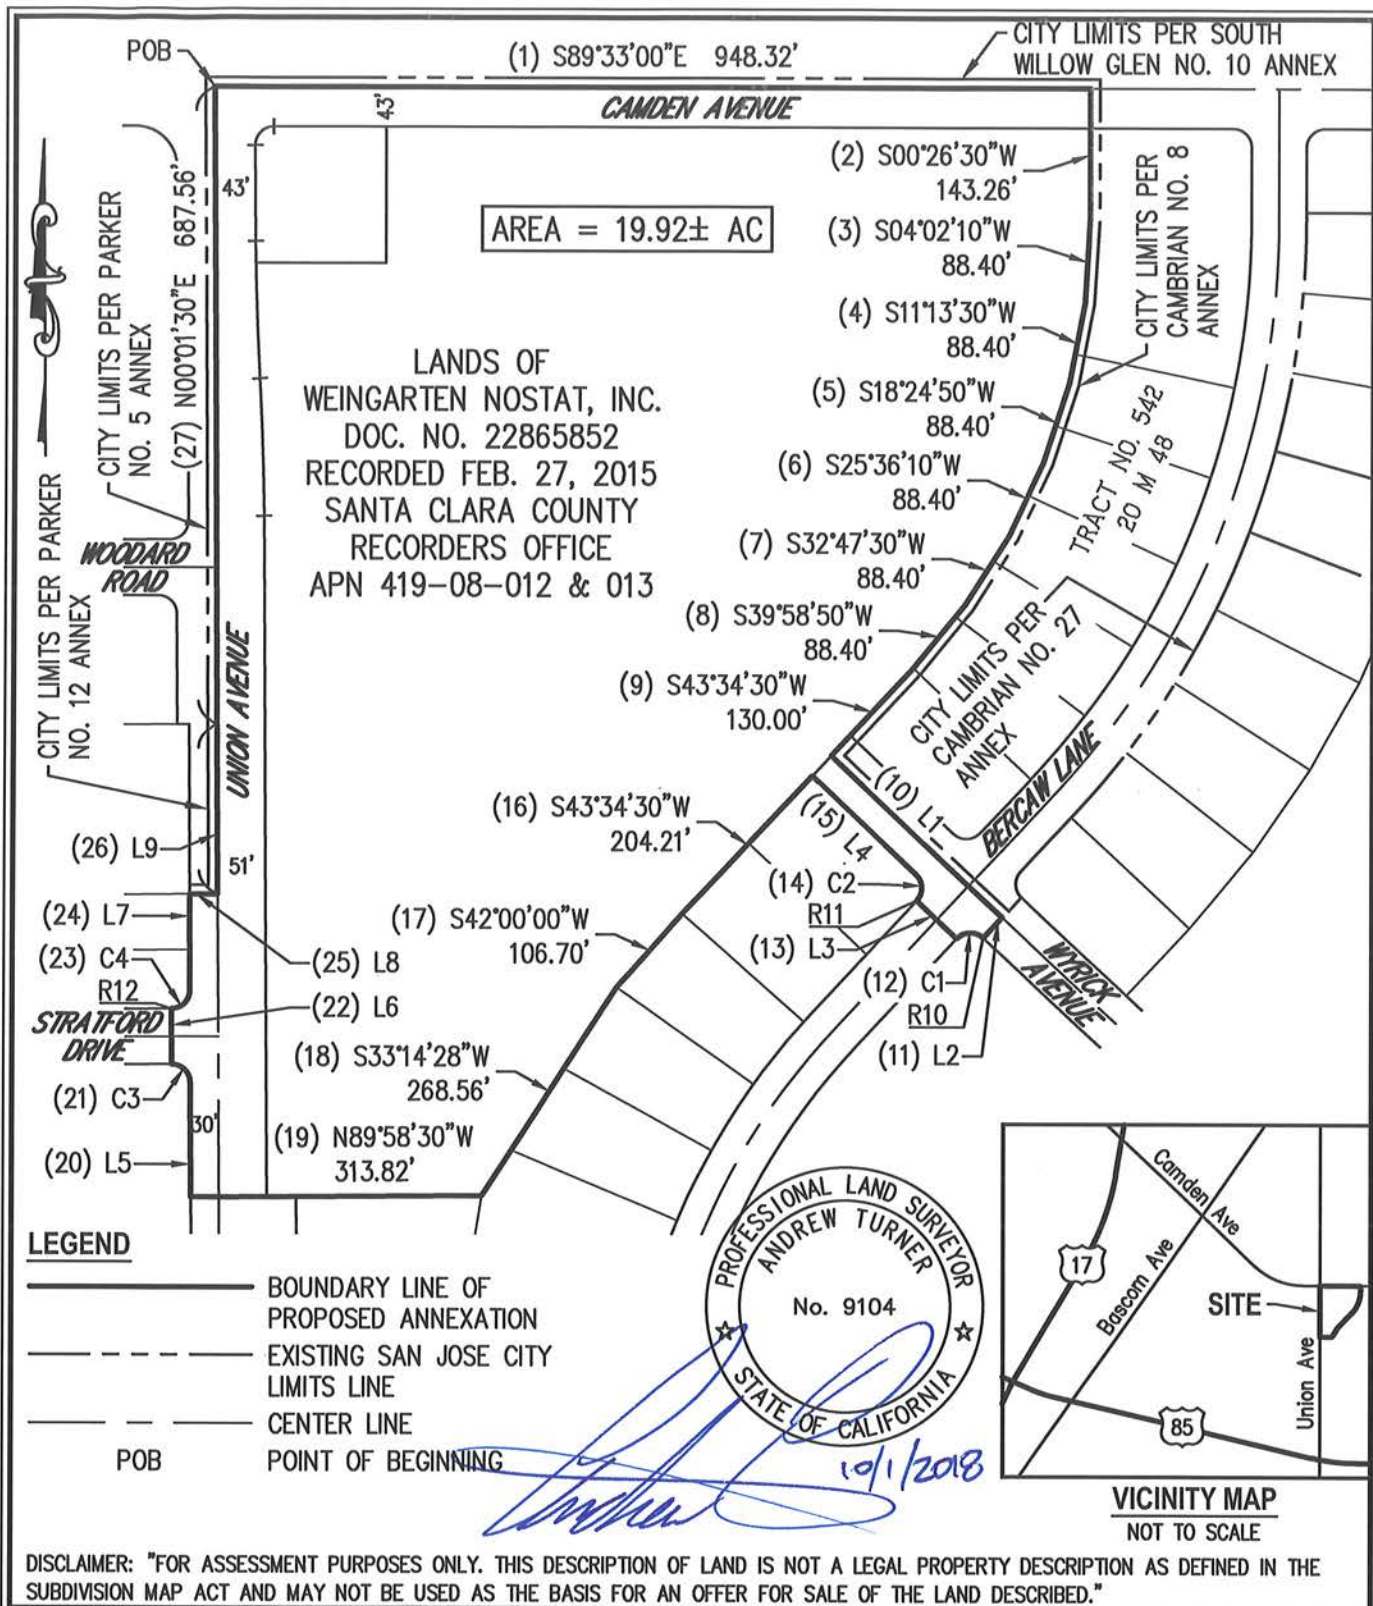 POB
(1) S89°33'00"E 948.32'
CITY LIMITS PER SOUTH
WILLOW GLEN NO. 10 ANNEX
CAMDEN AVENUE
43'
43'
(2) S00°26'30"W
143.26'
(3) S04°02'10"W
88.40'
(4) S11°13'30"W
88.40'
(5) S18°24'50"W
88.40'
(6) S25°36'10"W
88.40'
(7) S32°47'30"W
88.40'
(8) S39°58'50"W
88.40'
(9) S43°34'30"W
130.00'
CITY LIMITS PER
CAMBRIAN NO. 8
ANNEX
AREA = 19.92± AC
CITY LIMITS PER PARKER
NO. 5 ANNEX
(27) N00°01'30"E 687.56'
LANDS OF
WEINGARTEN NOSTAT, INC.
DOC. NO. 22865852
RECORDED FEB. 27, 2015
SANTA CLARA COUNTY
RECORDERS OFFICE
APN 419-08-012 & 013
TRACT NO. 542
20 M 48
CITY LIMITS PER
CAMBRIAN NO. 27
ANNEX
CITY LIMITS PER PARKER
NO. 12 ANNEX
WOODARD
ROAD
UNION AVENUE
BERCAW LANE
WYRICK
AVENUE
(10) L1
(15) L4
(14) C2
R11
(13) L3
(12) C1
R10
(11) L2
(16) S43°34'30"W
204.21'
(17) S42°00'00"W
106.70'
(18) S33°14'28"W
268.56'
(19) N89°58'30"W
313.82'
(26) L9
51'
(24) L7
(23) C4
R12
(25) L8
(22) L6
STRATFORD
DRIVE
(21) C3
30'
(20) L5
LEGEND
BOUNDARY LINE OF
PROPOSED ANNEXATION
EXISTING SAN JOSE CITY
LIMITS LINE
CENTER LINE
POB POINT OF BEGINNING
PROFESSIONAL LAND SURVEYOR
ANDREW TURNER
No. 9104
STATE OF CALIFORNIA
10/1/2018
Camden Ave
17
Bascom Ave
SITE
Union Ave
85
VICINITY MAP
NOT TO SCALE
DISCLAIMER: "FOR ASSESSMENT PURPOSES ONLY. THIS DESCRIPTION OF LAND IS NOT A LEGAL PROPERTY DESCRIPTION AS DEFINED IN THE
SUBDIVISION MAP ACT AND MAY NOT BE USED AS THE BASIS FOR AN OFFER FOR SALE OF THE LAND DESCRIBED."